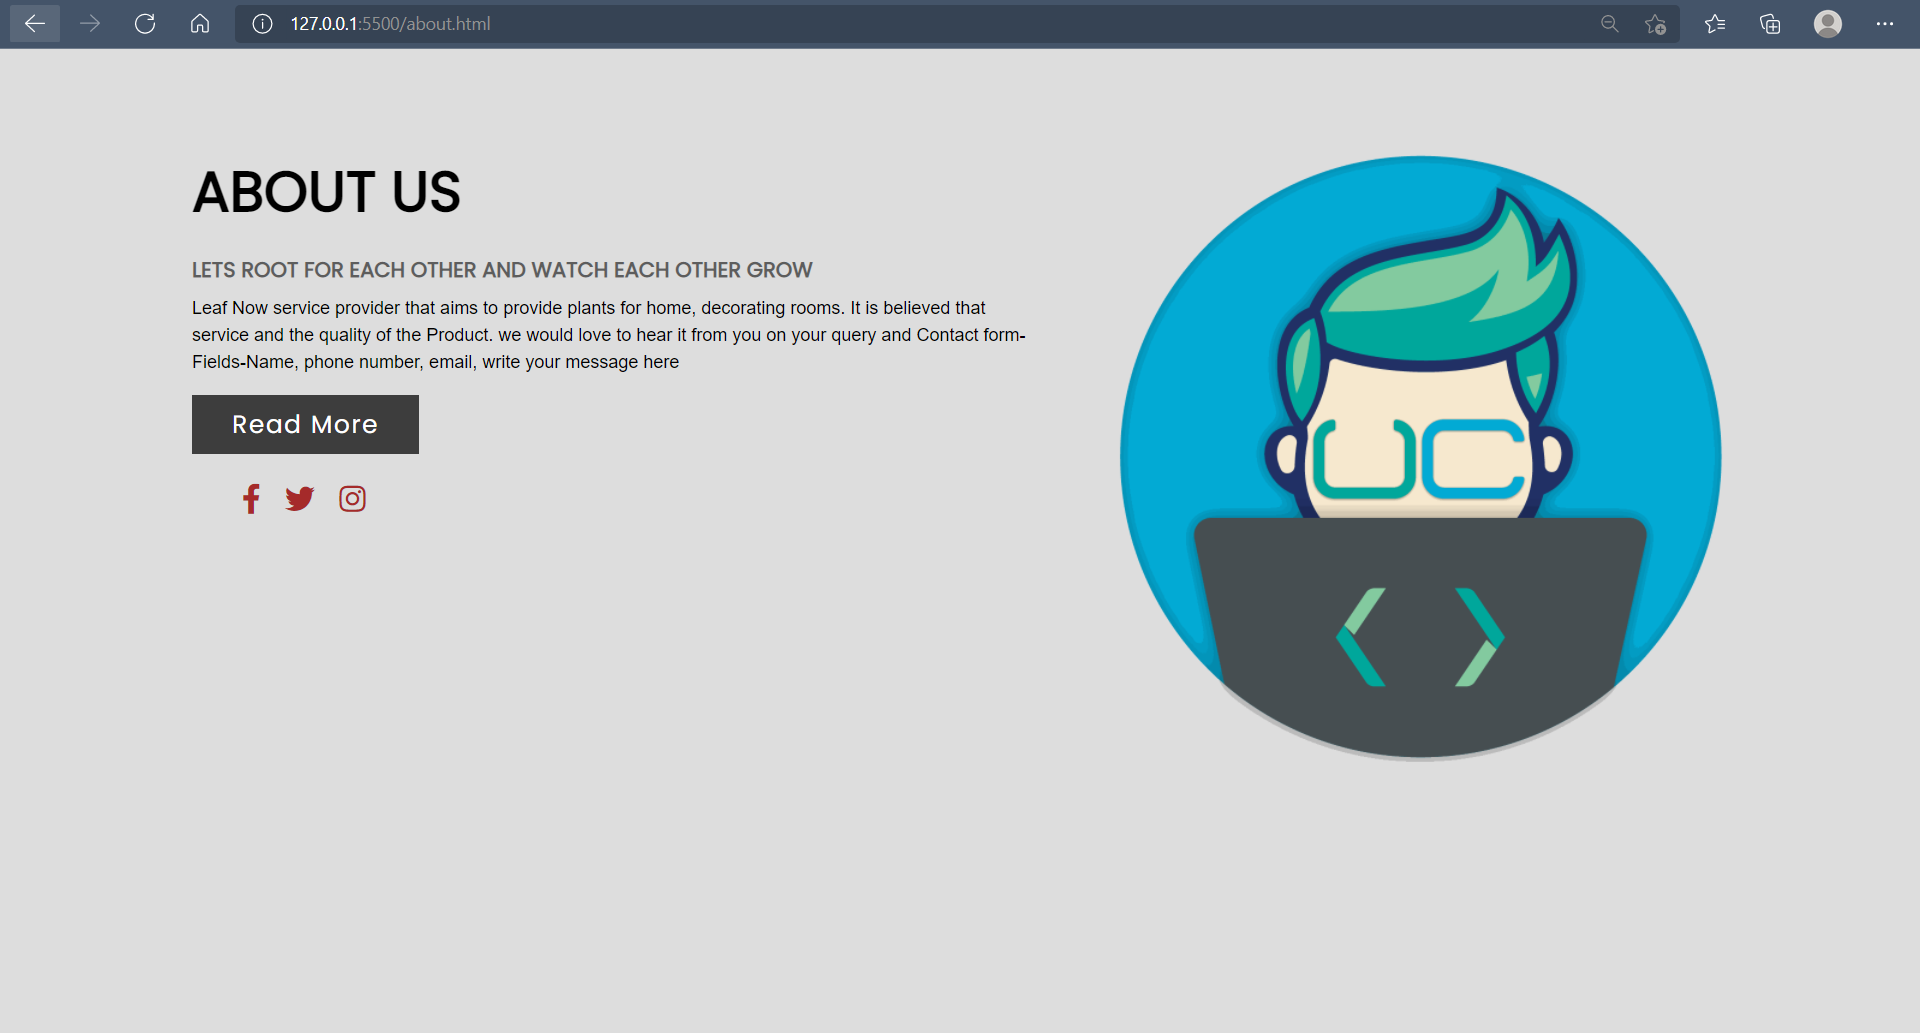 127.0.0.1:5500/about.html
ABOUT US
LETS ROOT FOR EACH OTHER AND WATCH EACH OTHER GROW
Leaf Now service provider that aims to provide plants for home, decorating rooms. It is believed that
service and the quality of the Product. we would love to hear it from you on your query and Contact form-
Fields-Name, phone number, email, write your message here
Read More
UC